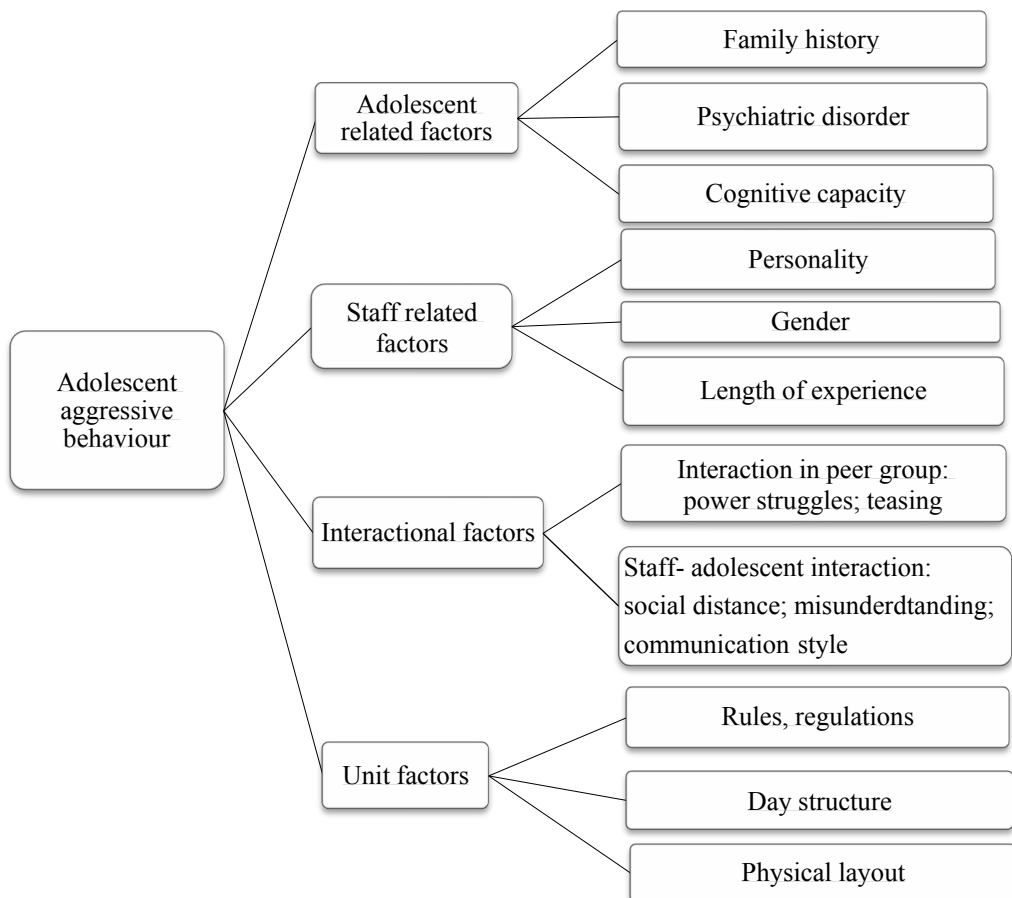 Adolescent
aggressive
behaviour
Adolescent
related factors
Family history
Psychiatric disorder
Cognitive capacity
Staff related
factors
Personality
Gender
Length of experience
Interactional factors
Interaction in peer group:
power struggles; teasing
Staff- adolescent interaction:
social distance; misunderdtanding;
communication style
Unit factors
Rules, regulations
Day structure
Physical layout